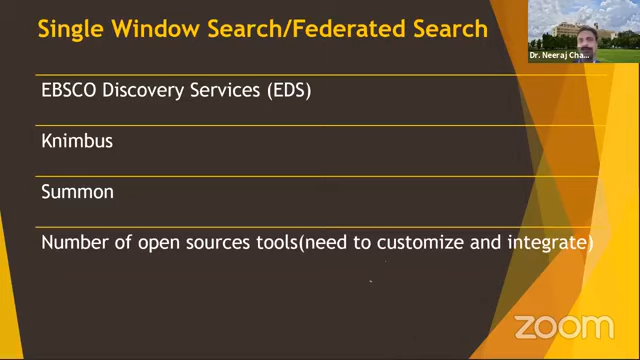 Single Window Search/Federated Search
Dr. Neeraj Cha...
EBSCO Discovery Services (EDS)
Knimbus
Summon
Number of open sources tools(need to customize and integrate)
zoom